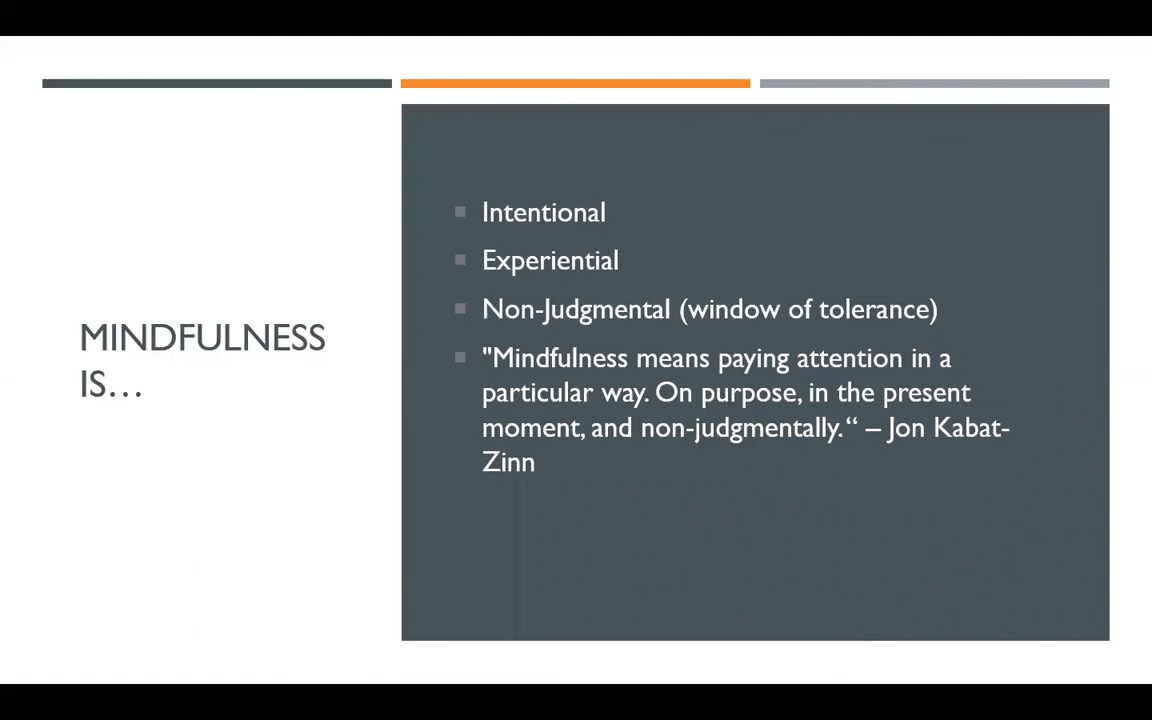 MINDFULNESS
IS…
Intentional
Experiential
Non-Judgmental (window of tolerance)
"Mindfulness means paying attention in a
particular way. On purpose, in the present
moment, and non-judgmentally.“ – Jon Kabat-
Zinn